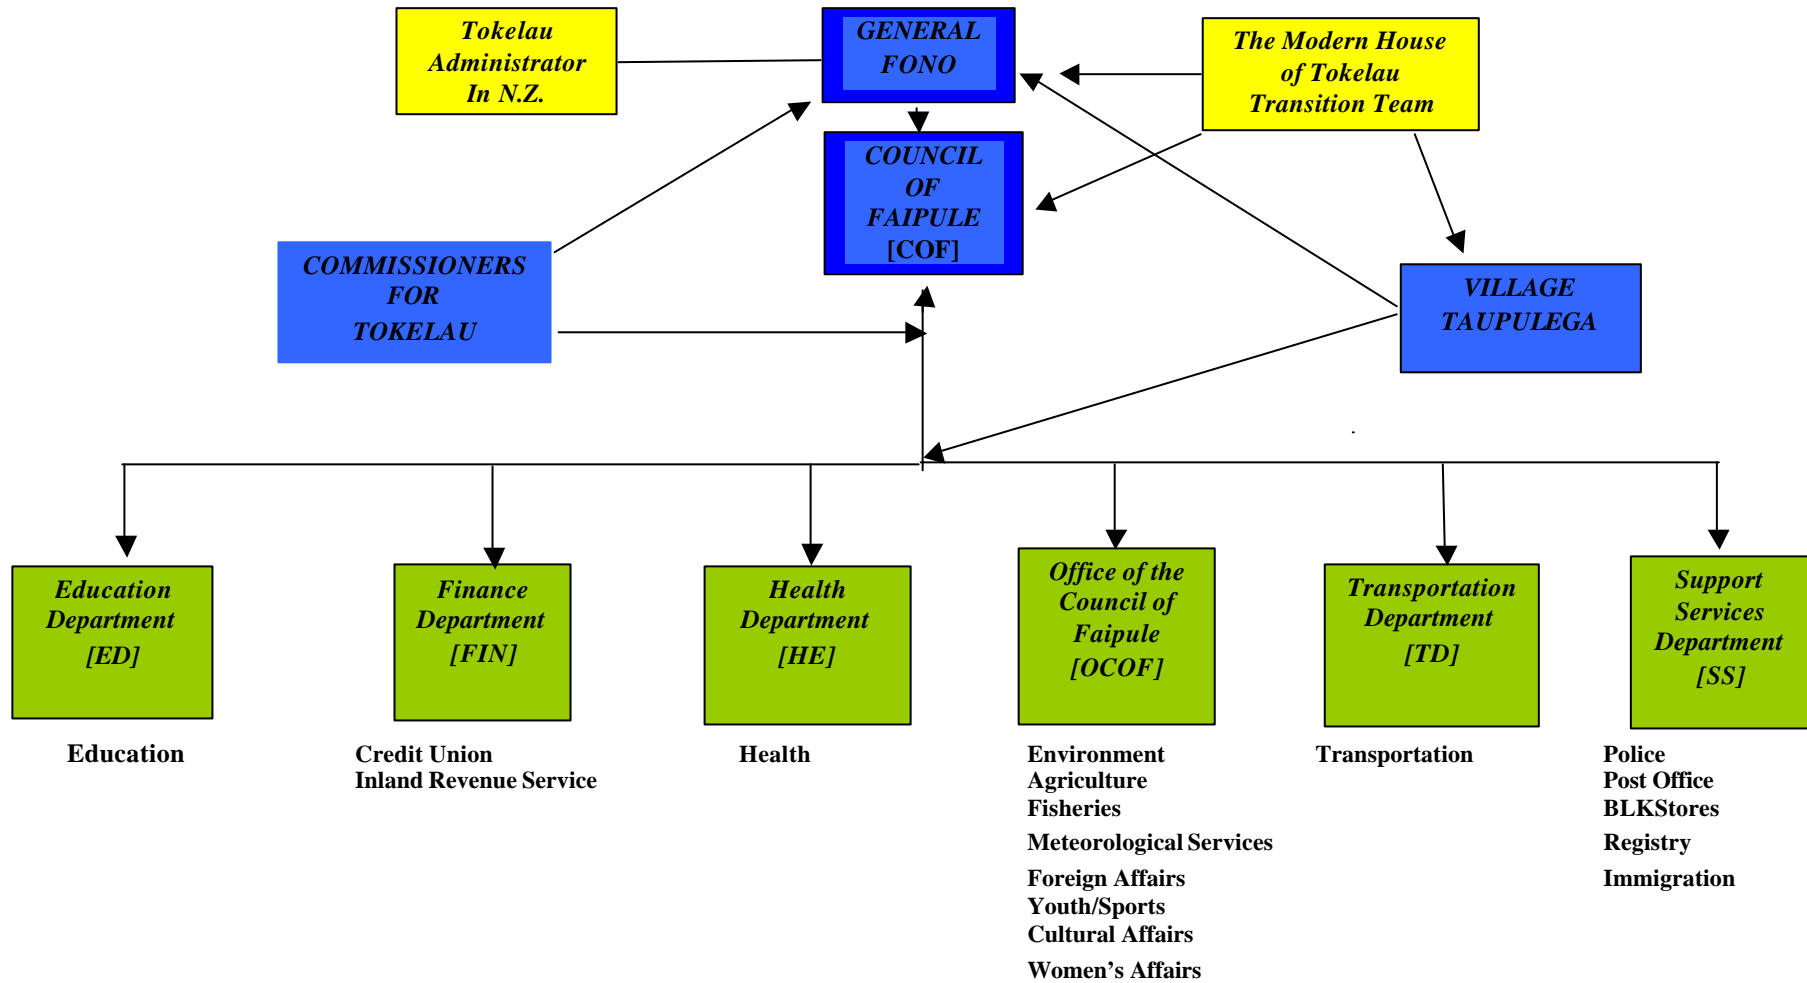 Tokelau
Administrator
In N.Z.
GENERAL
FONO
The Modern House
of Tokelau
Transition Team
COUNCIL
OF
FAIPULE
[COF]
COMMISSIONERS
FOR
TOKELAU
VILLAGE
TAUPULEGA
Education
Department
[ED]
Finance
Department
[FIN]
Health
Department
[HE]
Office of the
Council of
Faipule
[OCOF]
Transportation
Department
[TD]
Support
Services
Department
[SS]
Education
Credit Union
Inland Revenue Service
Health
Environment
Agriculture
Fisheries
Meteorological Services
Foreign Affairs
Youth/Sports
Cultural Affairs
Women’s Affairs
Transportation
Police
Post Office
BLKStores
Registry
Immigration